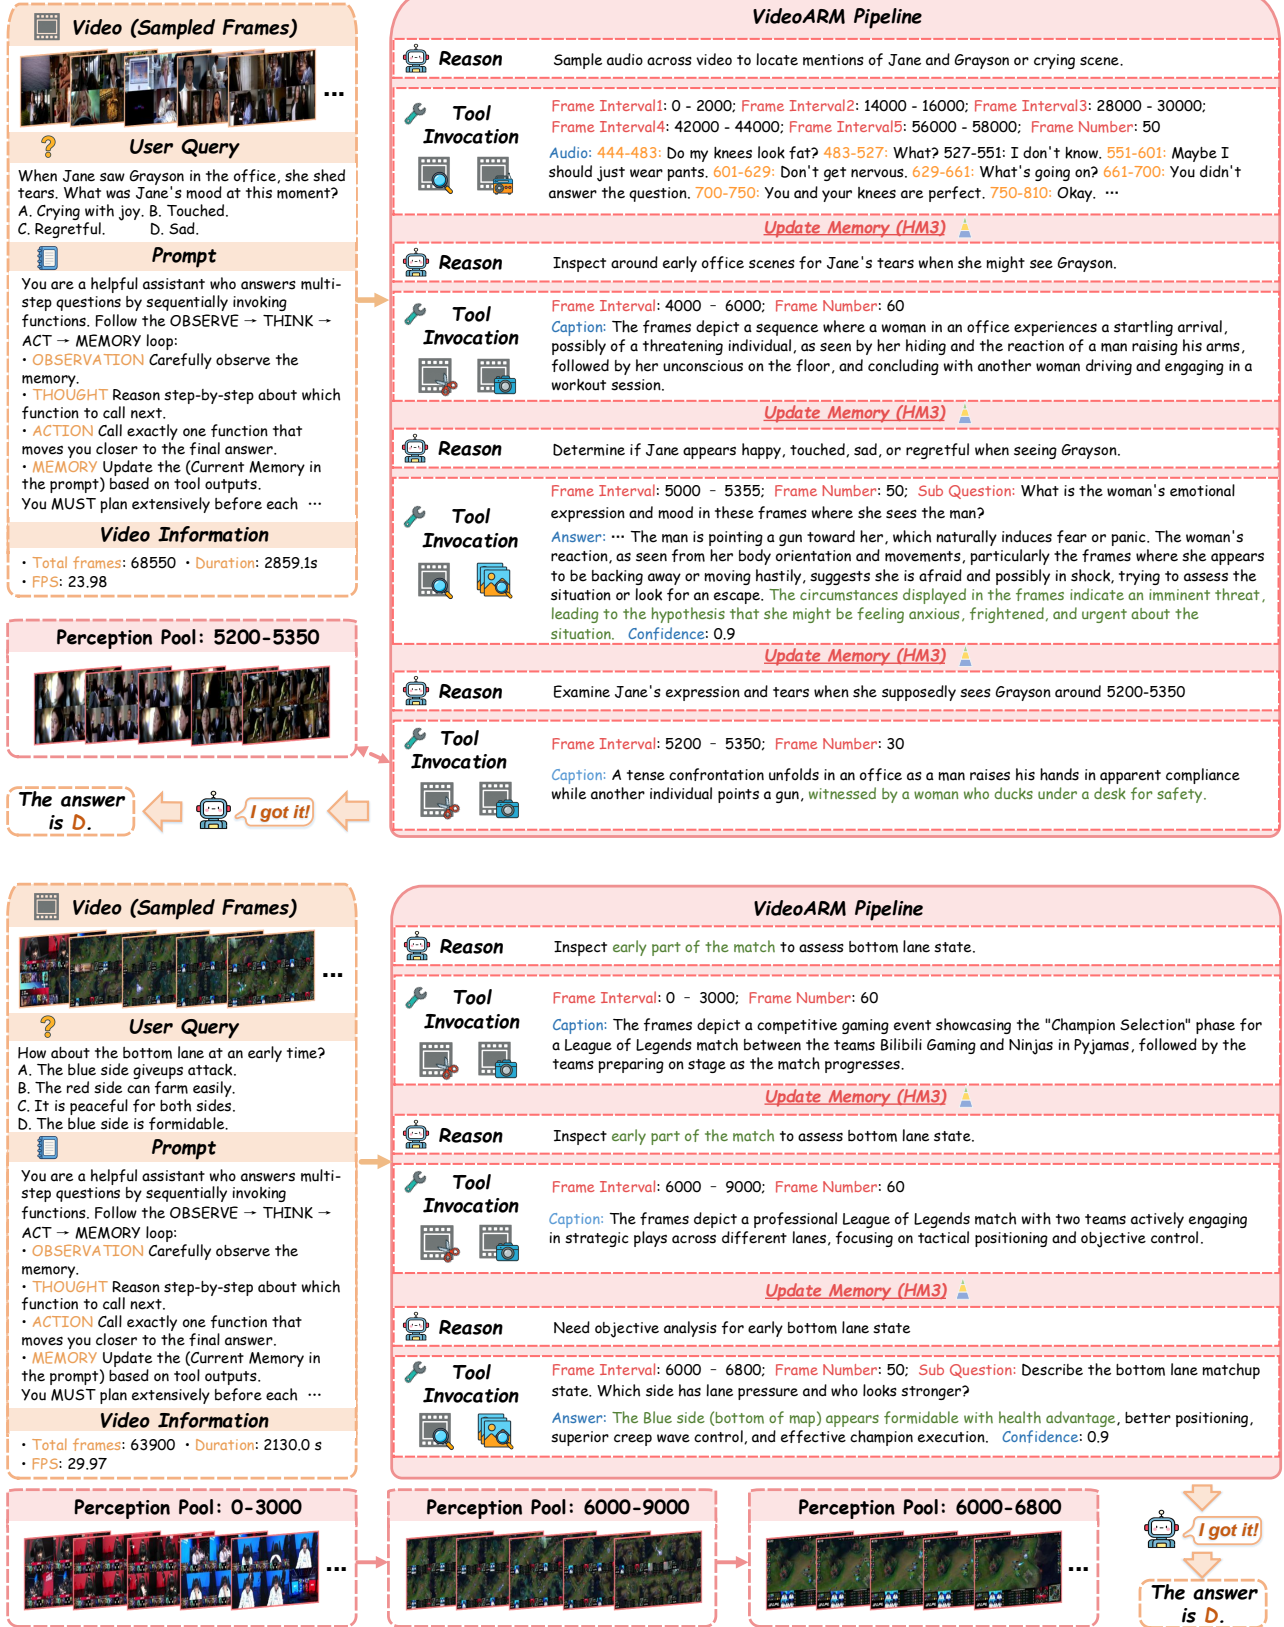 Video (Sampled Frames)
...
User Query
When Jane saw Grayson in the office, she shed
tears. What was Jane's mood at this moment?
A. Crying with joy. B. Touched.
C. Regretful. D. Sad.
Prompt
You are a helpful assistant who answers multi-
step questions by sequentially invoking
functions. Follow the OBSERVE → THINK →
ACT → MEMORY loop:
• OBSERVATION Carefully observe the
memory.
• THOUGHT Reason step-by-step about which
function to call next.
• ACTION Call exactly one function that
moves you closer to the final answer.
• MEMORY Update the (Current Memory in
the prompt) based on tool outputs.
You MUST plan extensively before each ···
Video Information
• Total frames: 68550 • Duration: 2859.1s
• FPS: 23.98
Perception Pool: 5200-5350
The answer
is D.
I got it!
VideoARM Pipeline
Reason
Sample audio across video to locate mentions of Jane and Grayson or crying scene.
Tool
Invocation
Frame Interval1: 0 - 2000; Frame Interval2: 14000 - 16000; Frame Interval3: 28000 - 30000;
Frame Interval4: 42000 - 44000; Frame Interval5: 56000 - 58000; Frame Number: 50
Audio: 444-483: Do my knees look fat? 483-527: What? 527-551: I don't know. 551-601: Maybe I
should just wear pants. 601-629: Don't get nervous. 629-661: What's going on? 661-700: You didn't
answer the question. 700-750: You and your knees are perfect. 750-810: Okay. ···
Update Memory (HM3)
Reason
Inspect around early office scenes for Jane's tears when she might see Grayson.
Tool
Invocation
Frame Interval: 4000 - 6000; Frame Number: 60
Caption: The frames depict a sequence where a woman in an office experiences a startling arrival,
possibly of a threatening individual, as seen by her hiding and the reaction of a man raising his arms,
followed by her unconscious on the floor, and concluding with another woman driving and engaging in a
workout session.
Update Memory (HM3)
Reason
Determine if Jane appears happy, touched, sad, or regretful when seeing Grayson.
Tool
Invocation
Frame Interval: 5000 - 5355; Frame Number: 50; Sub Question: What is the woman's emotional
expression and mood in these frames where she sees the man?
Answer: ··· The man is pointing a gun toward her, which naturally induces fear or panic. The woman's
reaction, as seen from her body orientation and movements, particularly the frames where she appears
to be backing away or moving hastily, suggests she is afraid and possibly in shock, trying to assess the
situation or look for an escape. The circumstances displayed in the frames indicate an imminent threat,
leading to the hypothesis that she might be feeling anxious, frightened, and urgent about the
situation. Confidence: 0.9
Update Memory (HM3)
Reason
Examine Jane's expression and tears when she supposedly sees Grayson around 5200-5350
Tool
Invocation
Frame Interval: 5200 - 5350; Frame Number: 30
Caption: A tense confrontation unfolds in an office as a man raises his hands in apparent compliance
while another individual points a gun, witnessed by a woman who ducks under a desk for safety.
Video (Sampled Frames)
...
User Query
How about the bottom lane at an early time?
A. The blue side giveups attack.
B. The red side can farm easily.
C. It is peaceful for both sides.
D. The blue side is formidable.
Prompt
You are a helpful assistant who answers multi-
step questions by sequentially invoking
functions. Follow the OBSERVE → THINK →
ACT → MEMORY loop:
• OBSERVATION Carefully observe the
memory.
• THOUGHT Reason step-by-step about which
function to call next.
• ACTION Call exactly one function that
moves you closer to the final answer.
• MEMORY Update the (Current Memory in
the prompt) based on tool outputs.
You MUST plan extensively before each ···
Video Information
• Total frames: 63900 • Duration: 2130.0 s
• FPS: 29.97
VideoARM Pipeline
Reason
Inspect early part of the match to assess bottom lane state.
Tool
Invocation
Frame Interval: 0 - 3000; Frame Number: 60
Caption: The frames depict a competitive gaming event showcasing the "Champion Selection" phase for
a League of Legends match between the teams Bilibili Gaming and Ninjas in Pyjamas, followed by the
teams preparing on stage as the match progresses.
Update Memory (HM3)
Reason
Inspect early part of the match to assess bottom lane state.
Tool
Invocation
Frame Interval: 6000 - 9000; Frame Number: 60
Caption: The frames depict a professional League of Legends match with two teams actively engaging
in strategic plays across different lanes, focusing on tactical positioning and objective control.
Update Memory (HM3)
Reason
Need objective analysis for early bottom lane state
Tool
Invocation
Frame Interval: 6000 - 6800; Frame Number: 50; Sub Question: Describe the bottom lane matchup
state. Which side has lane pressure and who looks stronger?
Answer: The Blue side (bottom of map) appears formidable with health advantage, better positioning,
superior creep wave control, and effective champion execution. Confidence: 0.9
Perception Pool: 0-3000
...
Perception Pool: 6000-9000
Perception Pool: 6000-6800
...
I got it!
The answer
is D.